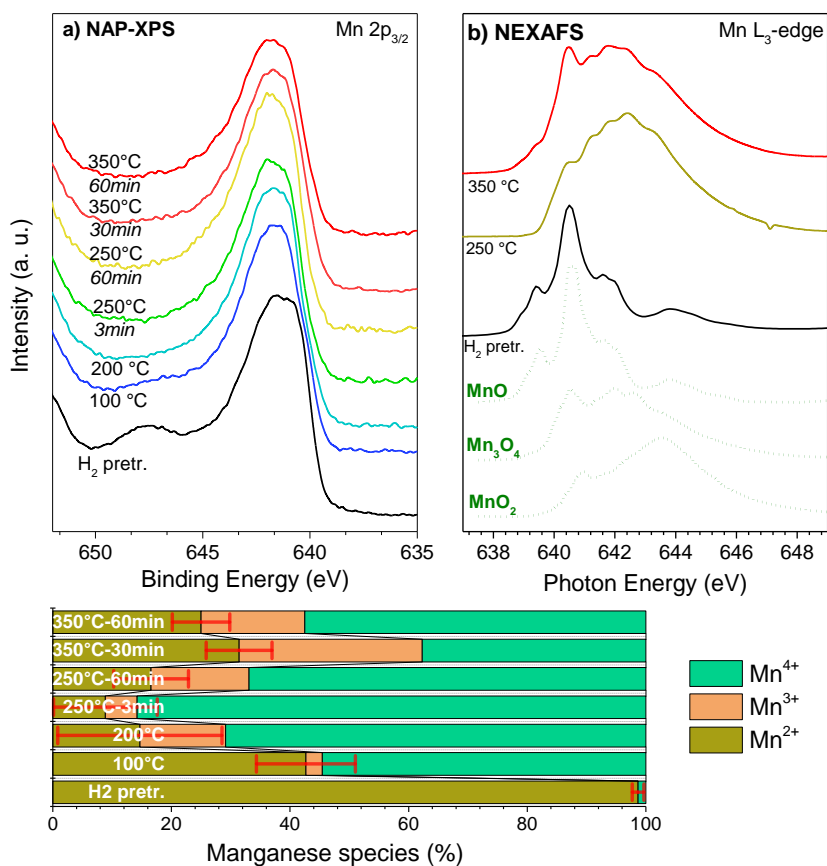 a) NAP-XPS
Mn 2p3/2
Intensity (a. u.)
350°C
60min
350°C
30min
250°C
60min
250°C
3min
200 °C
100 °C
H2 pretr.
650
645
640
635
Binding Energy (eV)
b) NEXAFS
Mn L3-edge
350 °C
250 °C
H2 pretr.
MnO
Mn3O4
MnO2
638
640
642
644
646
648
Photon Energy (eV)
350°C-60min
350°C-30min
250°C-60min
250°C-3min
200°C
100°C
H2 pretr.
0
20
40
60
80
100
Manganese species (%)
Mn4+
Mn3+
Mn2+